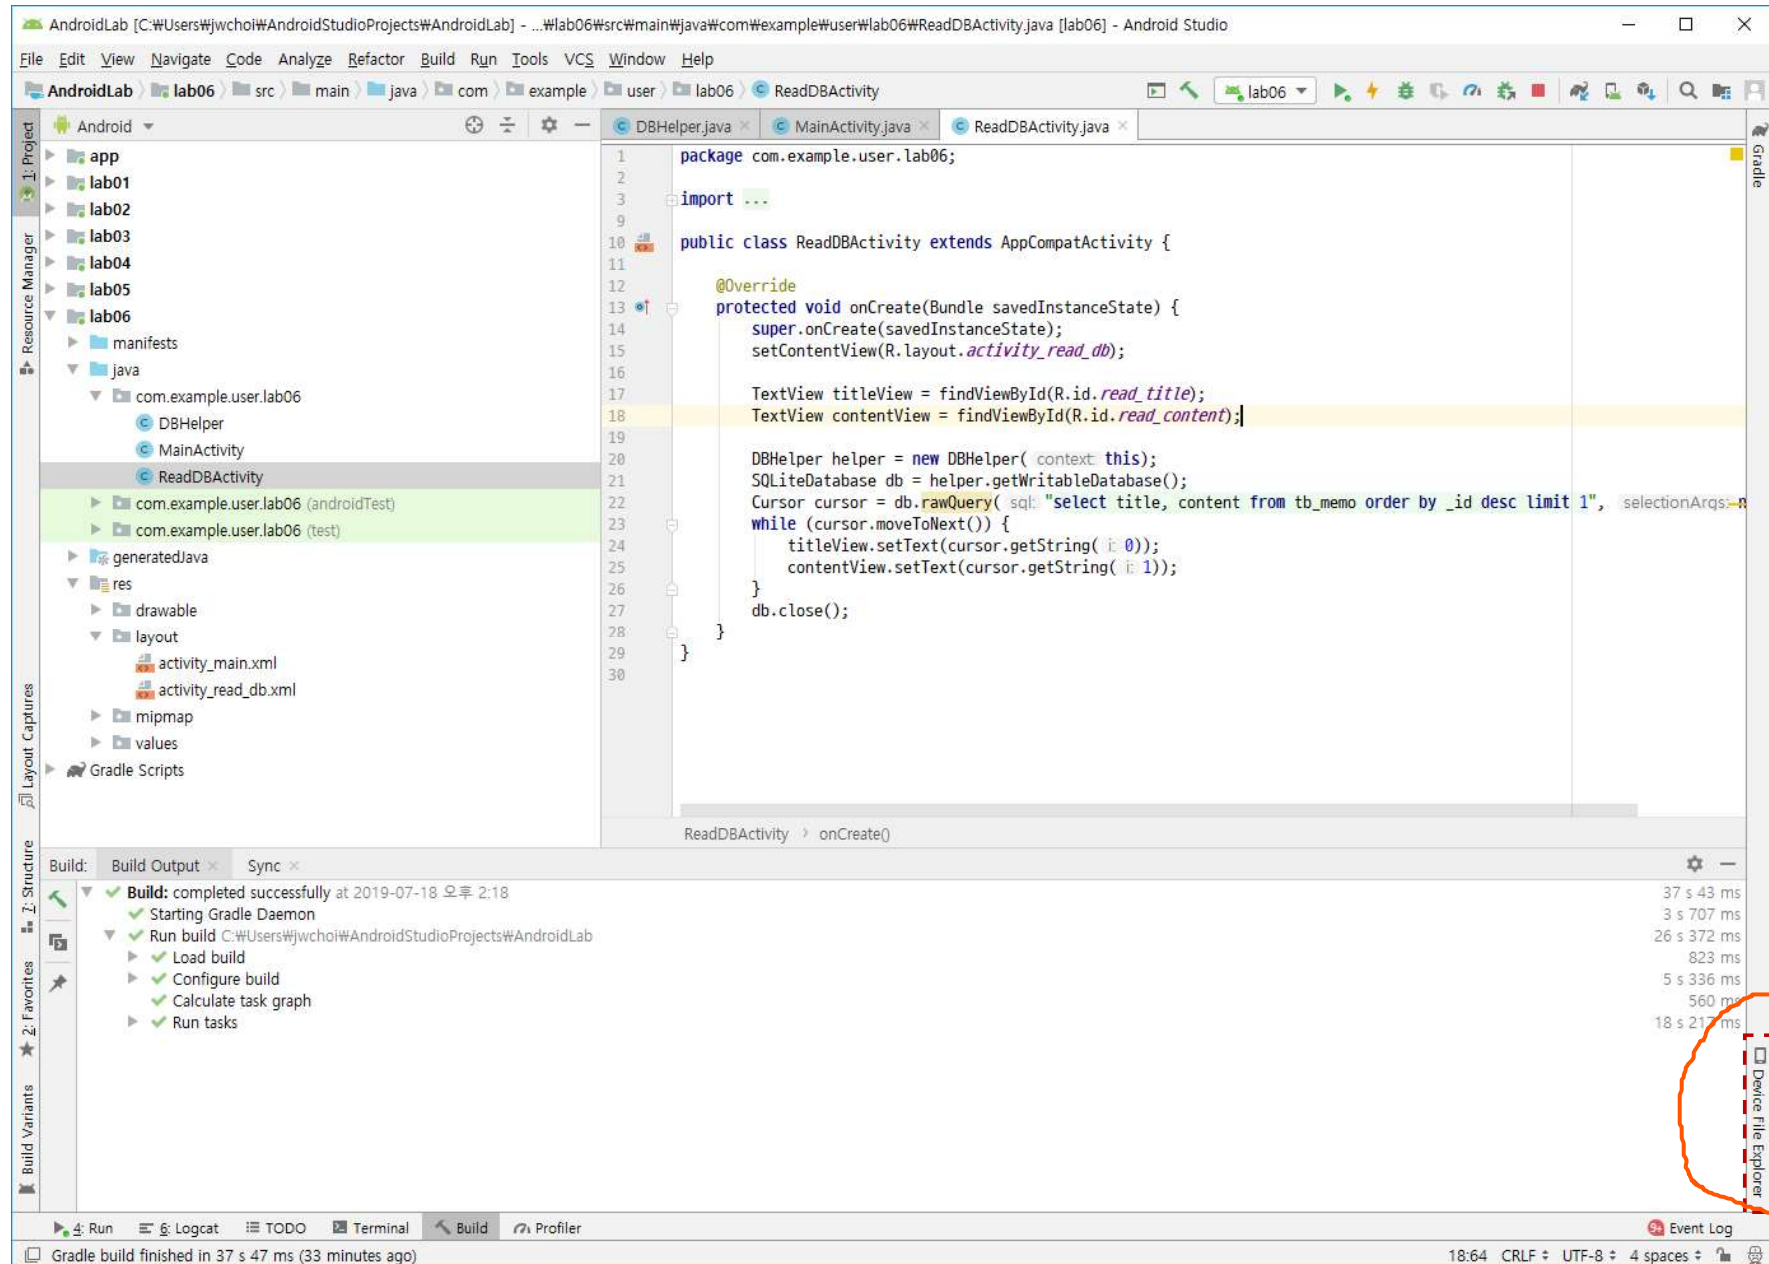 AndroidLab [C:₩Users₩jwchoi₩AndroidStudioProjects₩AndroidLab] - ...₩lab06₩src₩main₩java₩com₩example₩user₩lab06₩ReadDBActivity.java [lab06] - Android Studio
File Edit View Navigate Code Analyze Refactor Build Run Tools VCS Window Help
AndroidLab lab06 src main java com example user lab06 ReadDBActivity lab06
1: Project
Resource Manager
Layout Captures
7: Structure
2: Favorites
Build Variants
Android
app
lab01
lab02
lab03
lab04
lab05
lab06
manifests
java
com.example.user.lab06
DBHelper
MainActivity
ReadDBActivity
com.example.user.lab06 (androidTest)
com.example.user.lab06 (test)
generatedJava
res
drawable
layout
activity_main.xml
activity_read_db.xml
mipmap
values
Gradle Scripts
DBHelper.java MainActivity.java ReadDBActivity.java
1 package com.example.user.lab06;
2
3 import ...
9
10 public class ReadDBActivity extends AppCompatActivity {
11
12 @Override
13 protected void onCreate(Bundle savedInstanceState) {
14 super.onCreate(savedInstanceState);
15 setContentView(R.layout.activity_read_db);
16
17 TextView titleView = findViewById(R.id.read_title);
18 TextView contentView = findViewById(R.id.read_content);
19
20 DBHelper helper = new DBHelper( context: this);
21 SQLiteDatabase db = helper.getWritableDatabase();
22 Cursor cursor = db.rawQuery( sql: "select title, content from tb_memo order by _id desc limit 1", selectionArgs: n
23 while (cursor.moveToNext()) {
24 titleView.setText(cursor.getString( i: 0));
25 contentView.setText(cursor.getString( i: 1));
26 }
27 db.close();
28 }
29 }
30
ReadDBActivity › onCreate()
Gradle
Device File Explorer
Build: Build Output Sync
Build: completed successfully at 2019-07-18 오후 2:18 37 s 43 ms
Starting Gradle Daemon 3 s 707 ms
Run build C:₩Users₩jwchoi₩AndroidStudioProjects₩AndroidLab 26 s 372 ms
Load build 823 ms
Configure build 5 s 336 ms
Calculate task graph 560 ms
Run tasks 18 s 217 ms
4: Run 6: Logcat TODO Terminal Build Profiler 9+ Event Log
Gradle build finished in 37 s 47 ms (33 minutes ago) 18:64 CRLF UTF-8 4 spaces